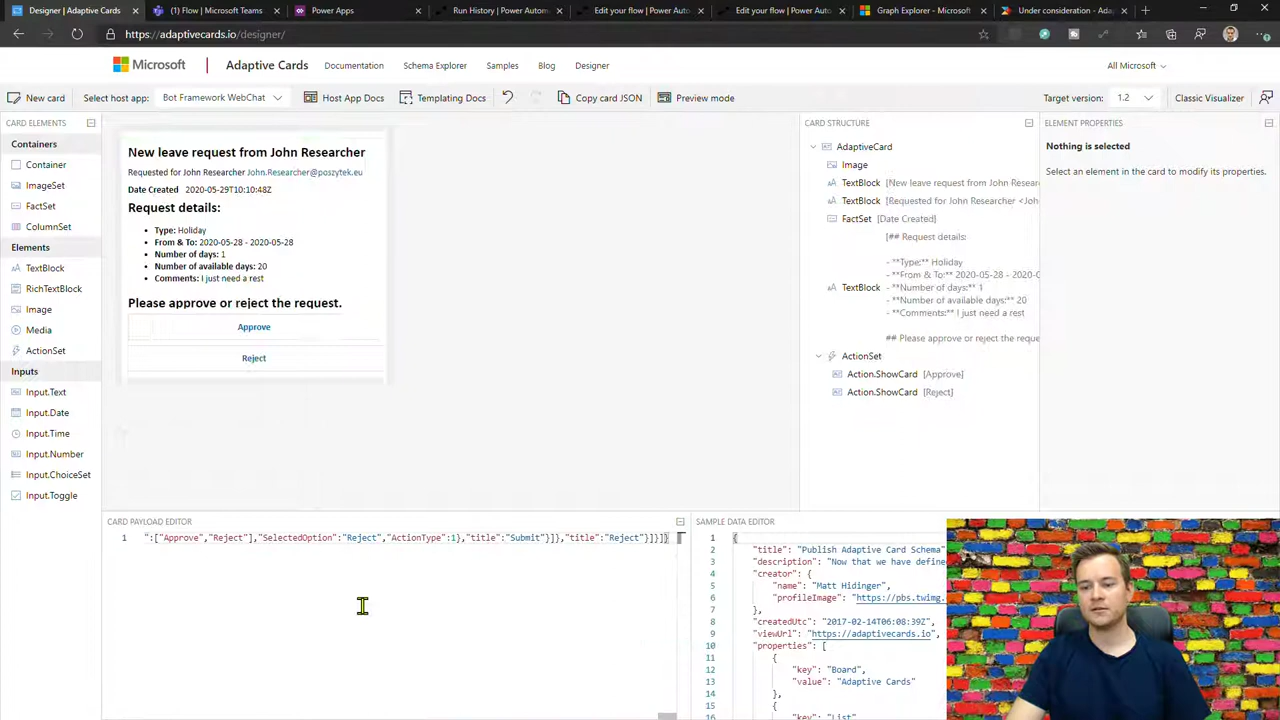 Designer | Adaptive Cards
(1) Flow | Microsoft Teams
Power Apps
Run History | Power Autom
Edit your flow | Power Auto
Edit your flow | Power Auto
Graph Explorer - Microsoft
Under consideration - Ada
https://adaptivecards.io/designer/
Microsoft
Adaptive Cards
Documentation
Schema Explorer
Samples
Blog
Designer
All Microsoft
New card
Select host app:
Bot Framework WebChat
Host App Docs
Templating Docs
Copy card JSON
Preview mode
Target version:
1.2
Classic Visualizer
CARD ELEMENTS
Containers
Container
ImageSet
FactSet
ColumnSet
Elements
TextBlock
RichTextBlock
Image
Media
ActionSet
Inputs
Input.Text
Input.Date
Input.Time
Input.Number
Input.ChoiceSet
Input.Toggle
New leave request from John Researcher
Requested for John Researcher John.Researcher@poszytek.eu
Date Created 2020-05-29T10:10:48Z
Request details:
• Type: Holiday
• From & To: 2020-05-28 - 2020-05-28
• Number of days: 1
• Number of available days: 20
• Comments: I just need a rest
Please approve or reject the request.
Approve
Reject
CARD STRUCTURE
AdaptiveCard
Image
TextBlock [New leave request from John Resear
TextBlock [Requested for John Researcher <Joh
FactSet [Date Created]
[## Request details:
- **Type:** Holiday
- **From & To:** 2020-05-28 - 2020-0
TextBlock - **Number of days:** 1
- **Number of available days:** 20
- **Comments:** I just need a rest
## Please approve or reject the reque
ActionSet
Action.ShowCard [Approve]
Action.ShowCard [Reject]
ELEMENT PROPERTIES
Nothing is selected
Select an element in the card to modify its properties.
CARD PAYLOAD EDITOR
1 ":["Approve","Reject"],"SelectedOption":"Reject","ActionType":1},"title":"Submit"}]},"title":"Reject"}]}]}
SAMPLE DATA EDITOR
1 {
2 "title": "Publish Adaptive Card Schema"
3 "description": "Now that we have define
4 "creator": {
5 "name": "Matt Hidinger",
6 "profileImage": "https://pbs.twimg.
7 },
8 "createdUtc": "2017-02-14T06:08:39Z",
9 "viewUrl": "https://adaptivecards.io",
10 "properties": [
11 {
12 "key": "Board",
13 "value": "Adaptive Cards"
14 },
15 {
16 "key": "List"